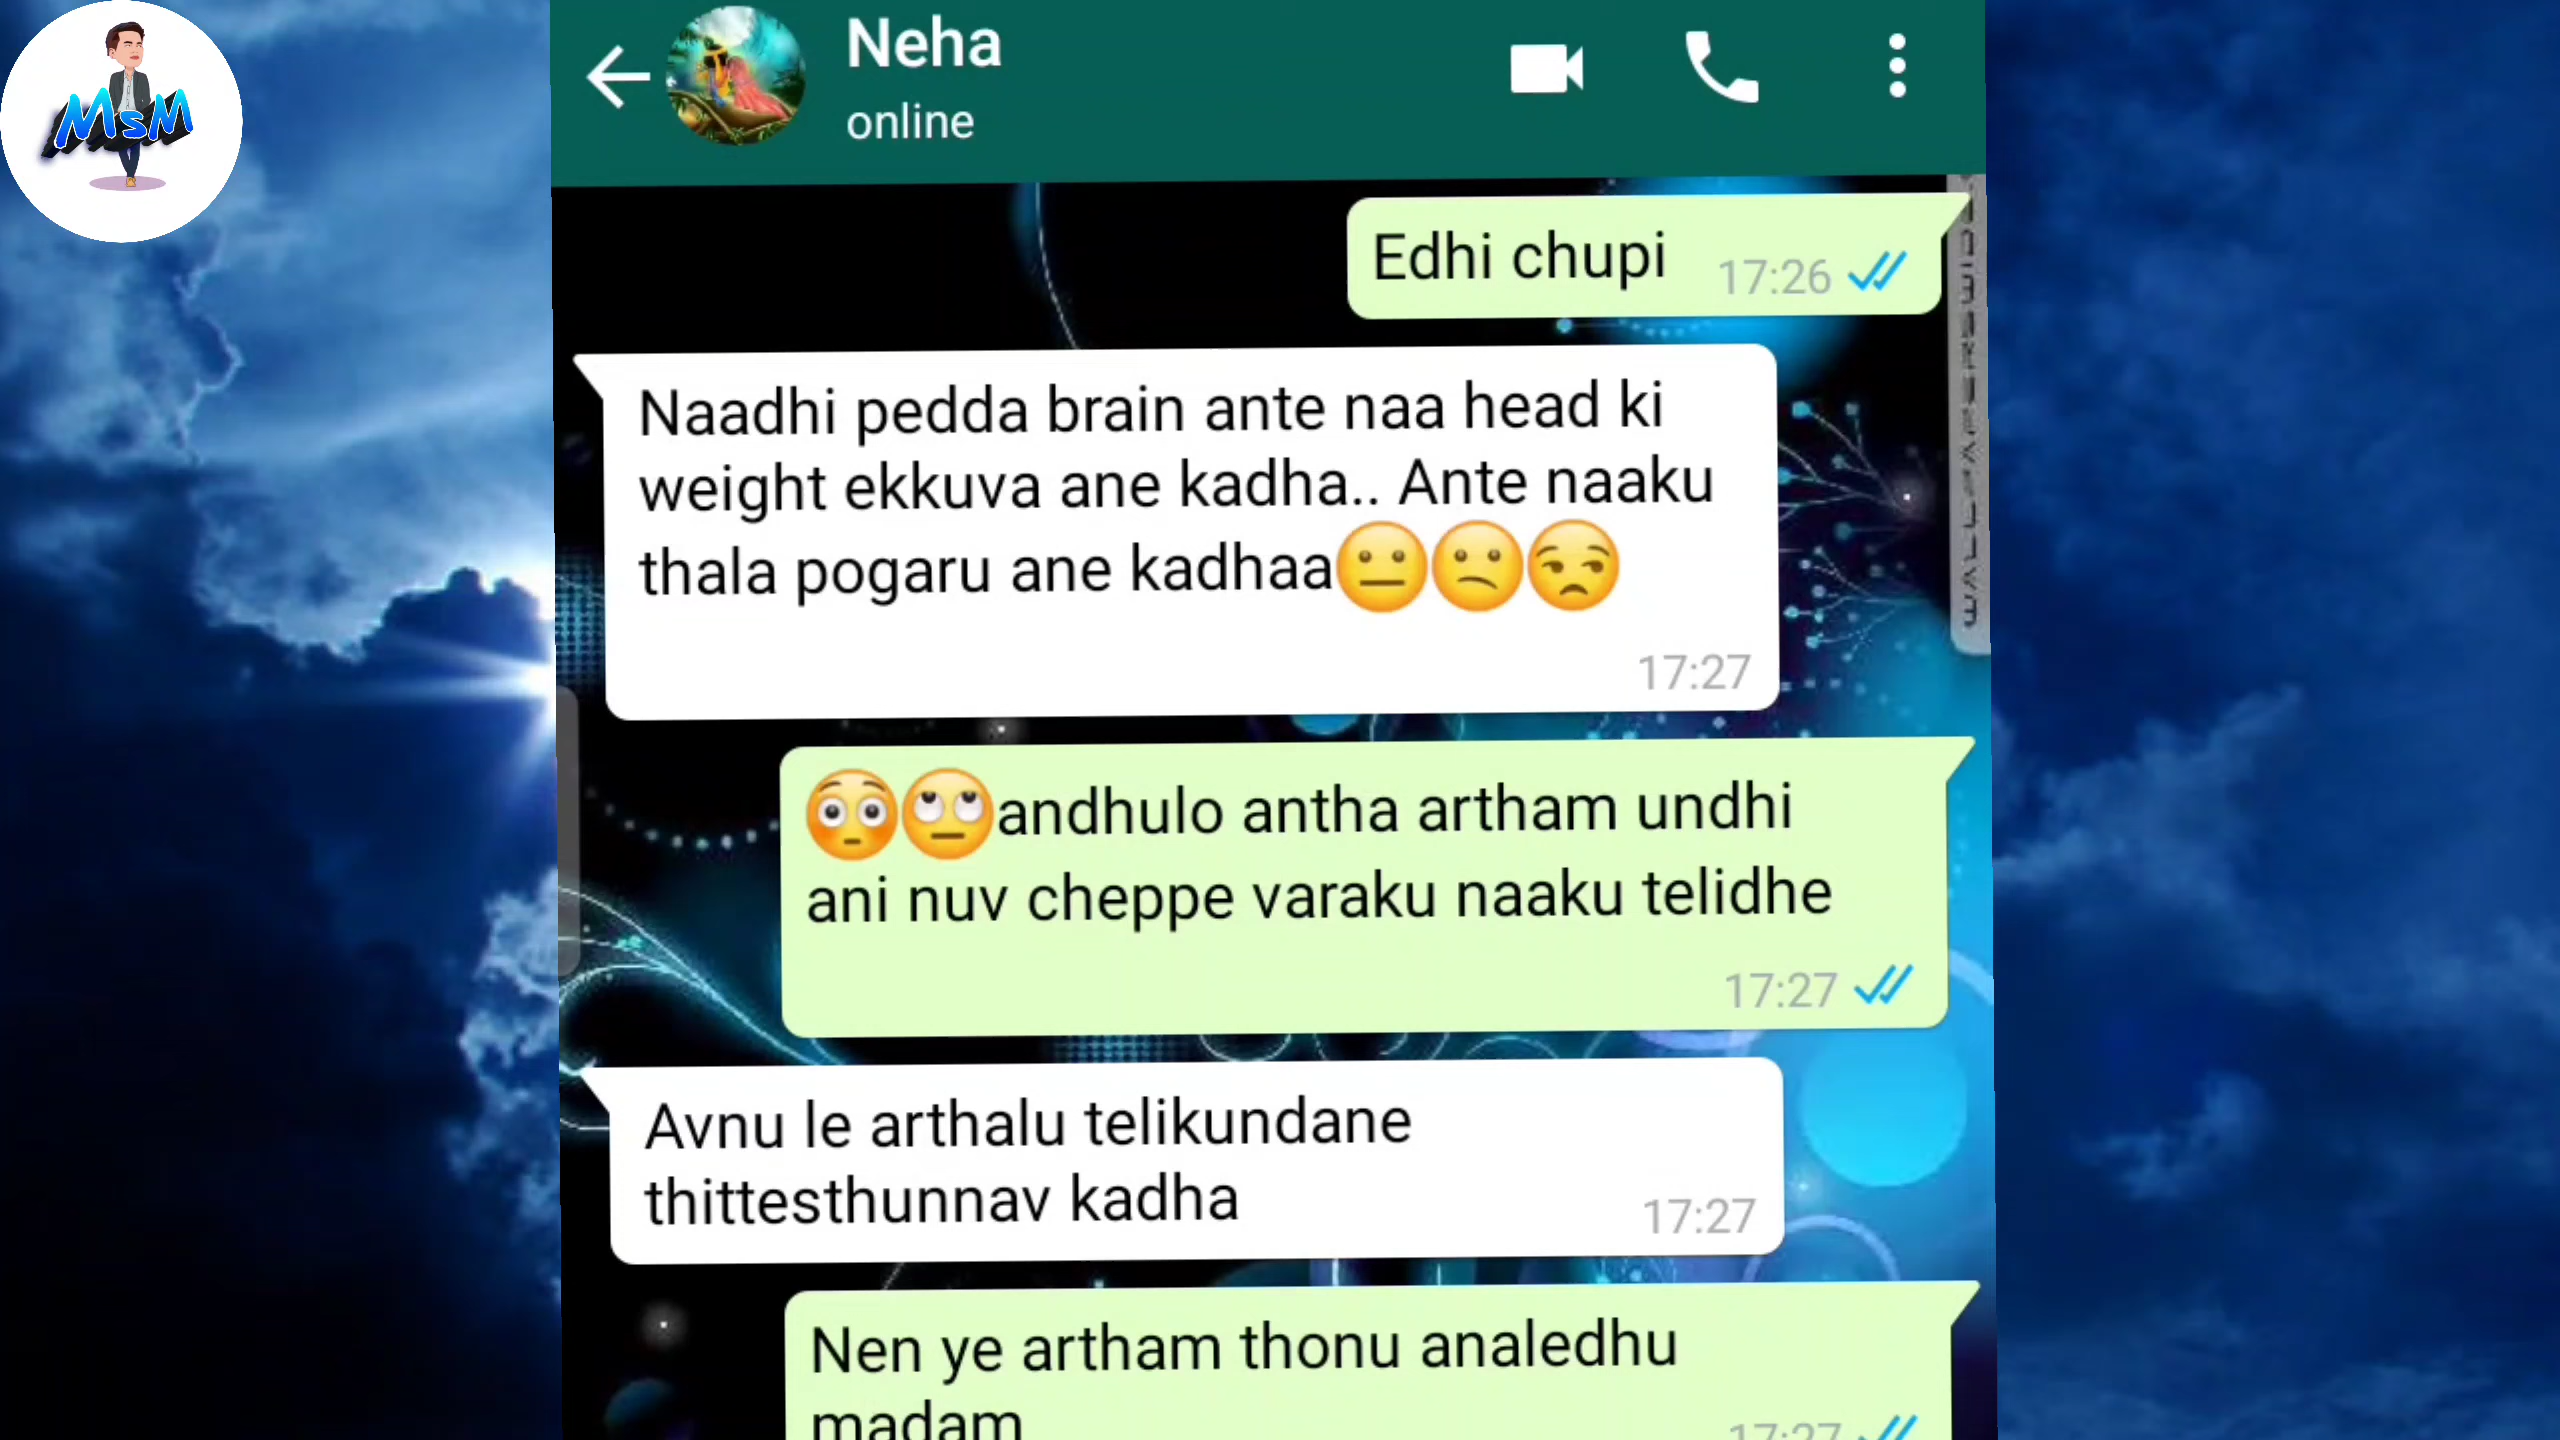 MsM
Neha
online
Edhi chupi 17:26
Naadhi pedda brain ante naa head ki
weight ekkuva ane kadha.. Ante naaku
thala pogaru ane kadhaa😐😕😒
17:27
😳🙄andhulo antha artham undhi
ani nuv cheppe varaku naaku telidhe
17:27
Avnu le arthalu telikundane
thittesthunnav kadha 17:27
Nen ye artham thonu analedhu
madam 17:27